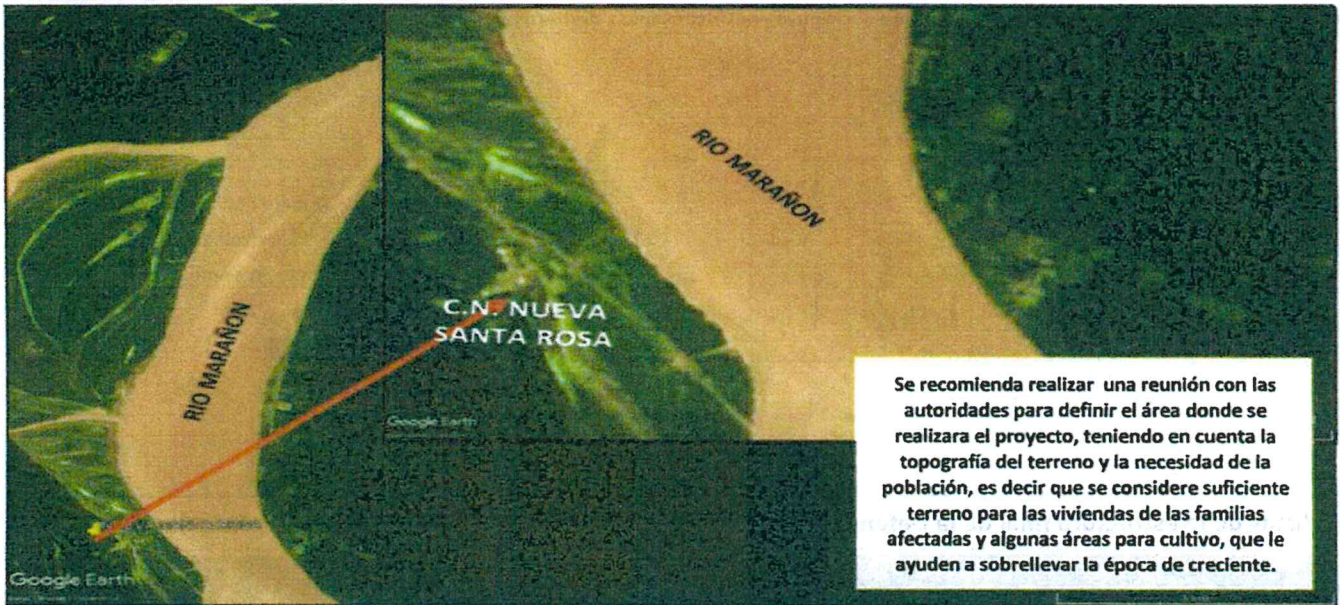 RIO MARAÑON
RIO MARAÑON
C.N. NUEVA
SANTA ROSA
Google Earth
Google Earth
Se recomienda realizar una reunión con las
autoridades para definir el área donde se
realizara el proyecto, teniendo en cuenta la
topografía del terreno y la necesidad de la
población, es decir que se considere suficiente
terreno para las viviendas de las familias
afectadas y algunas áreas para cultivo, que le
ayuden a sobrellevar la época de creciente.